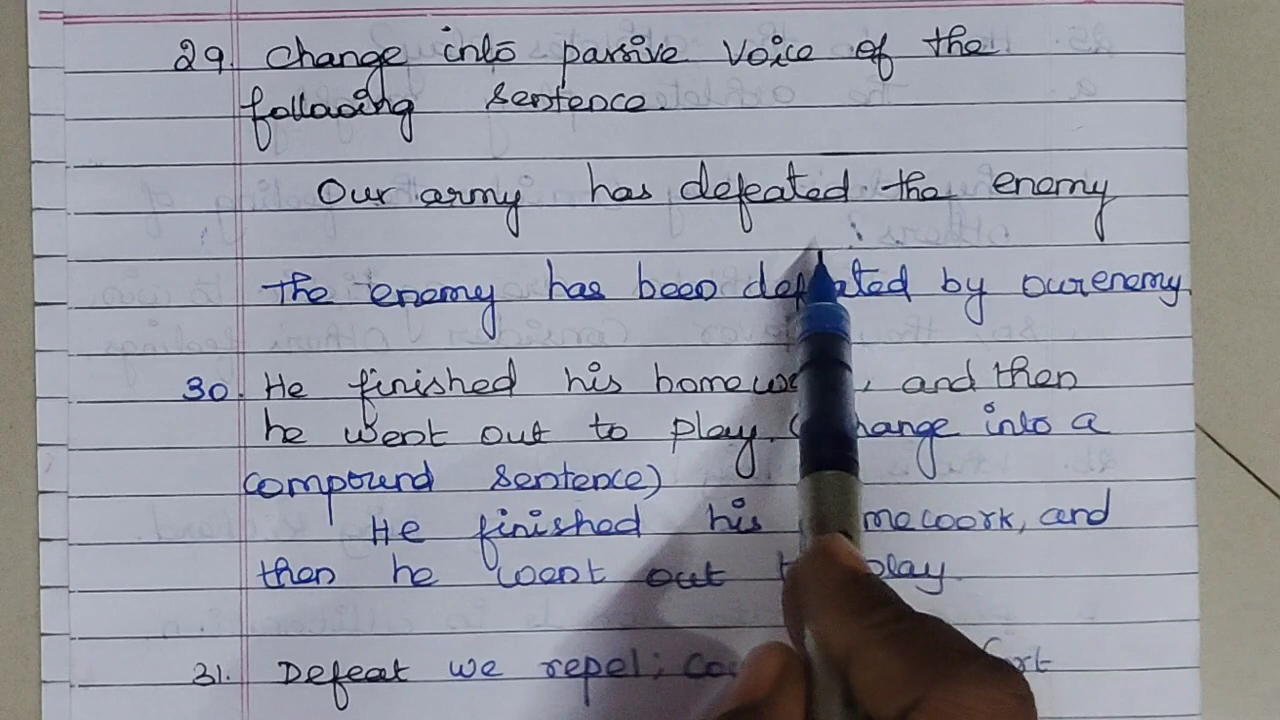 29. Change into passive voice of the
following sentence.
Our army has defeated the enemy
The enemy has been defeated by our enemy
30. He finished his homework, and then
he went out to play. (Change into a
compound sentence)
He finished his homework, and
then he went out to play.
31. Defeat we repel;